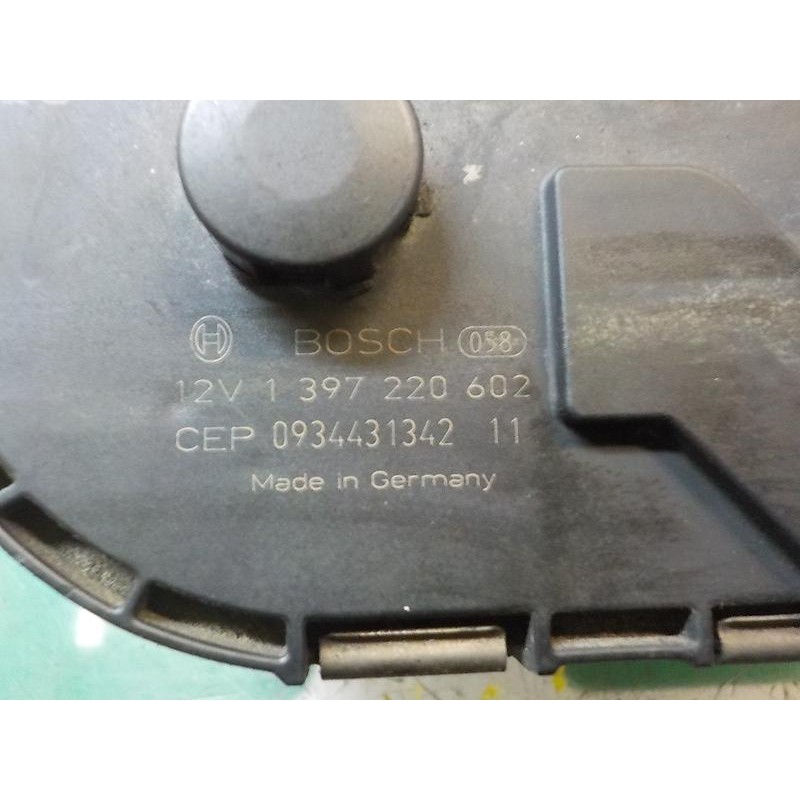 BOSCH 058
12V 1 397 220 602
CEP 0934431342 11
Made in Germany